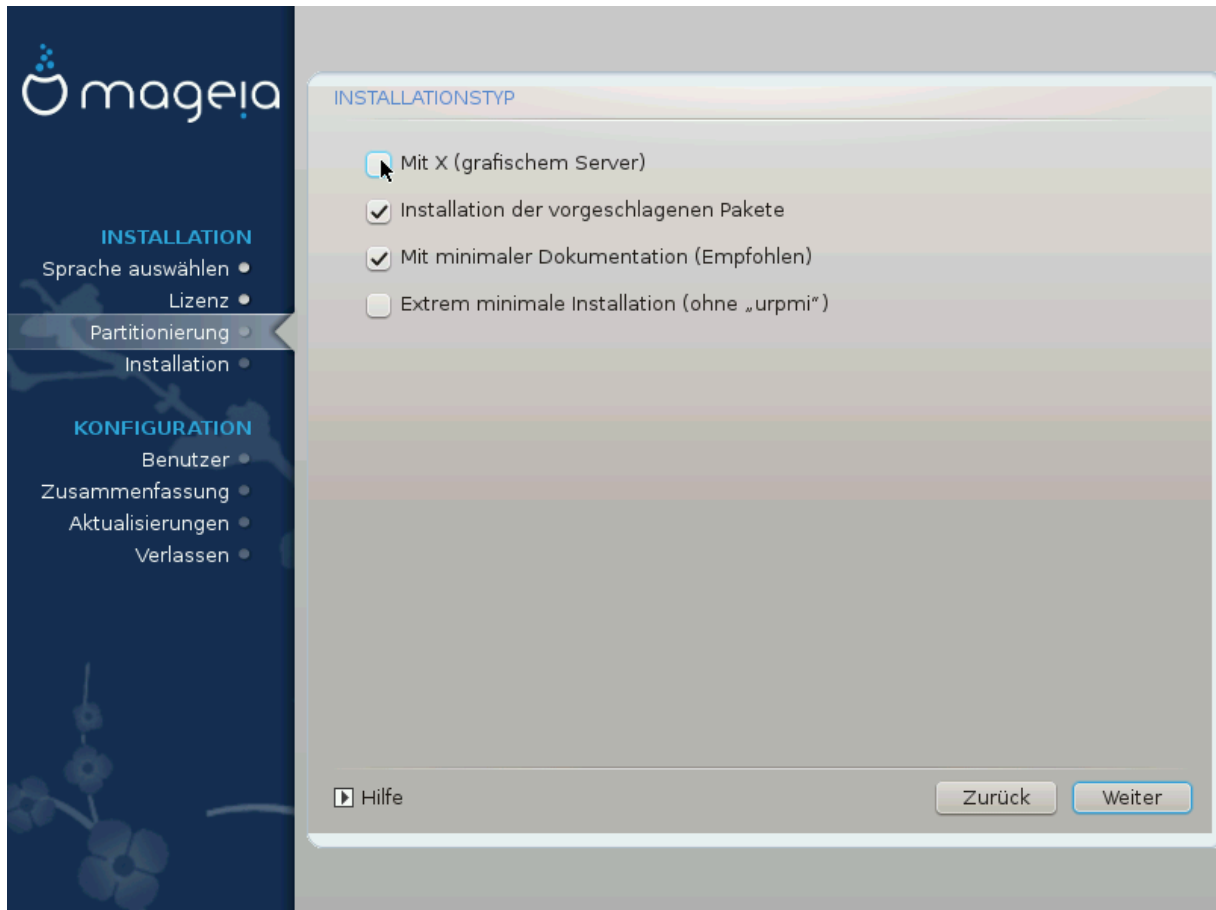 mageia
INSTALLATION
Sprache auswählen
Lizenz
Partitionierung
Installation
KONFIGURATION
Benutzer
Zusammenfassung
Aktualisierungen
Verlassen
INSTALLATIONSTYP
Mit X (grafischem Server)
Installation der vorgeschlagenen Pakete
Mit minimaler Dokumentation (Empfohlen)
Extrem minimale Installation (ohne „urpmi“)
Hilfe
Zurück
Weiter